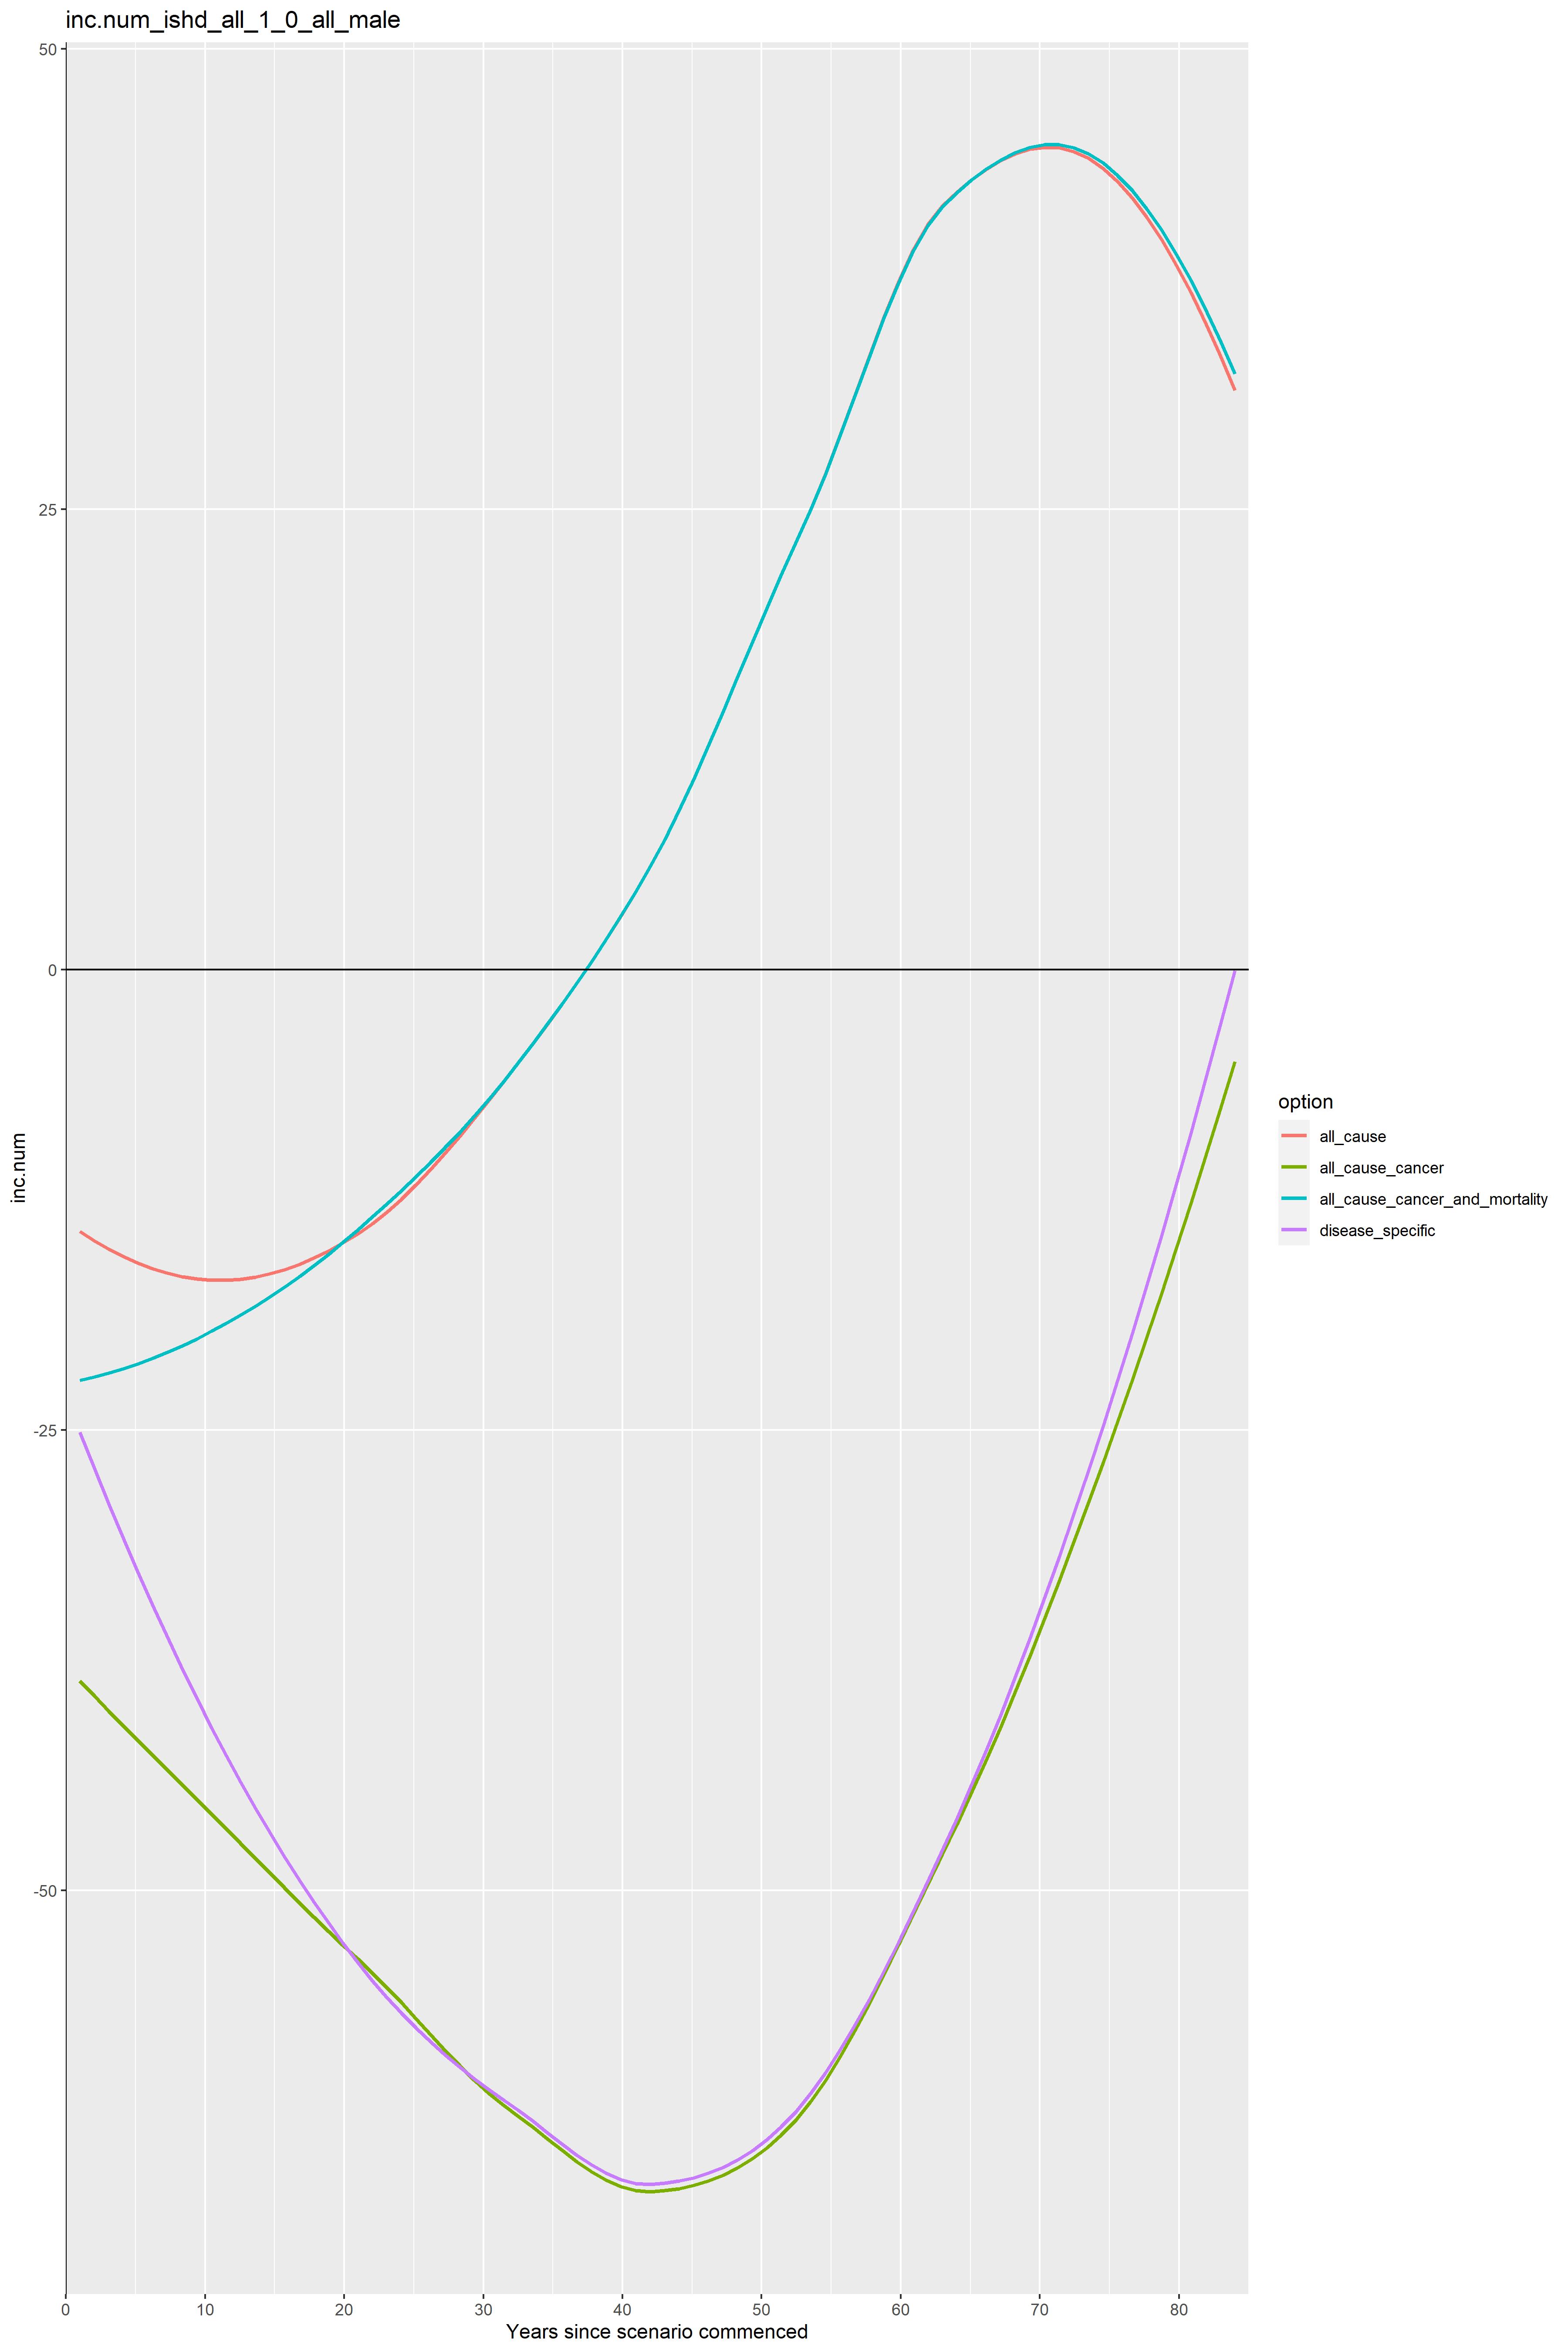 inc.num_ishd_all_1_0_all_male
50
25
0
-25
-50
inc.num
0 10 20 30 40 50 60 70 80
Years since scenario commenced
option
all_cause
all_cause_cancer
all_cause_cancer_and_mortality
disease_specific